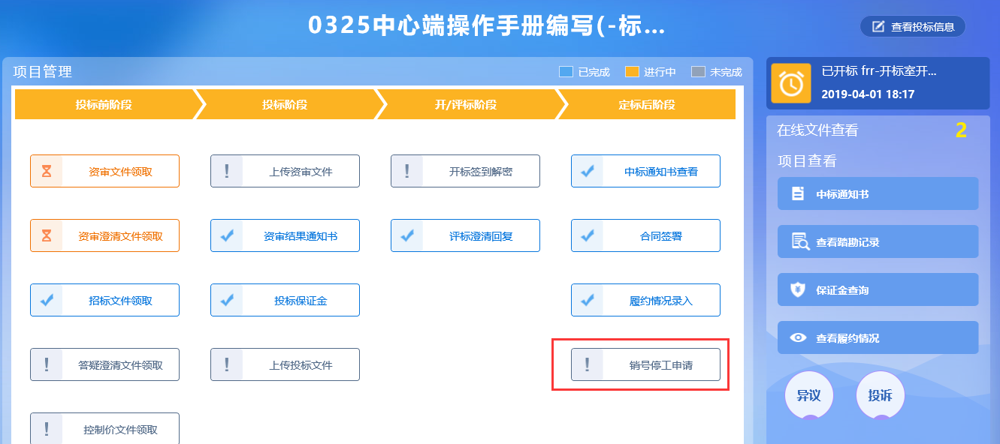 0325中心端操作手册编写(-标...
查看投标信息
项目管理
已完成
进行中
未完成
投标前阶段
投标阶段
开/评标阶段
定标后阶段
资审文件领取
上传资审文件
开标签到解密
中标通知书查看
资审澄清文件领取
资审结果通知书
评标澄清回复
合同签署
招标文件领取
投标保证金
履约情况录入
答疑澄清文件领取
上传投标文件
销号停工申请
控制价文件领取
已开标 frr-开标室开...
2019-04-01 18:17
在线文件查看
2
项目查看
中标通知书
查看踏勘记录
保证金查询
查看履约情况
异议
投诉